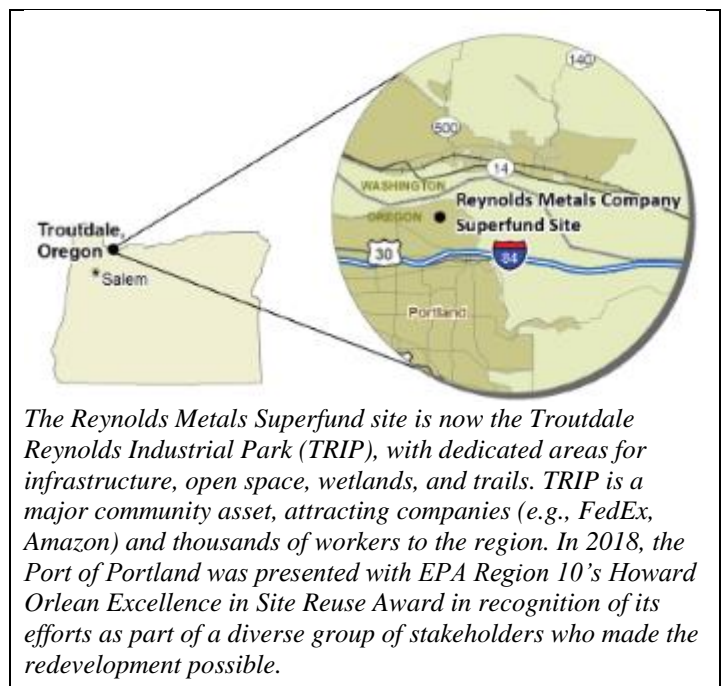 140
500
14
WASHINGTON
OREGON
Reynolds Metals Company
Superfund Site
30
84
Portland
Troutdale,
Oregon
Salem
The Reynolds Metals Superfund site is now the Troutdale
Reynolds Industrial Park (TRIP), with dedicated areas for
infrastructure, open space, wetlands, and trails. TRIP is a
major community asset, attracting companies (e.g., FedEx,
Amazon) and thousands of workers to the region. In 2018, the
Port of Portland was presented with EPA Region 10’s Howard
Orlean Excellence in Site Reuse Award in recognition of its
efforts as part of a diverse group of stakeholders who made the
redevelopment possible.